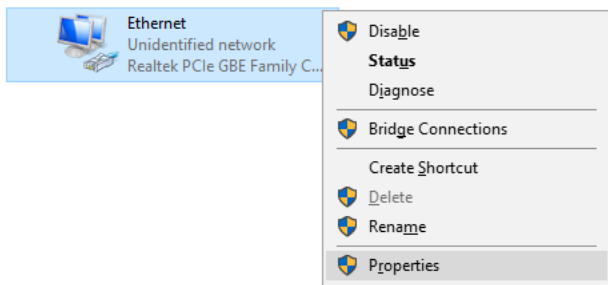 Ethernet
Unidentified network
Realtek PCIe GBE Family C...
Disable
Status
Diagnose
Bridge Connections
Create Shortcut
Delete
Rename
Properties